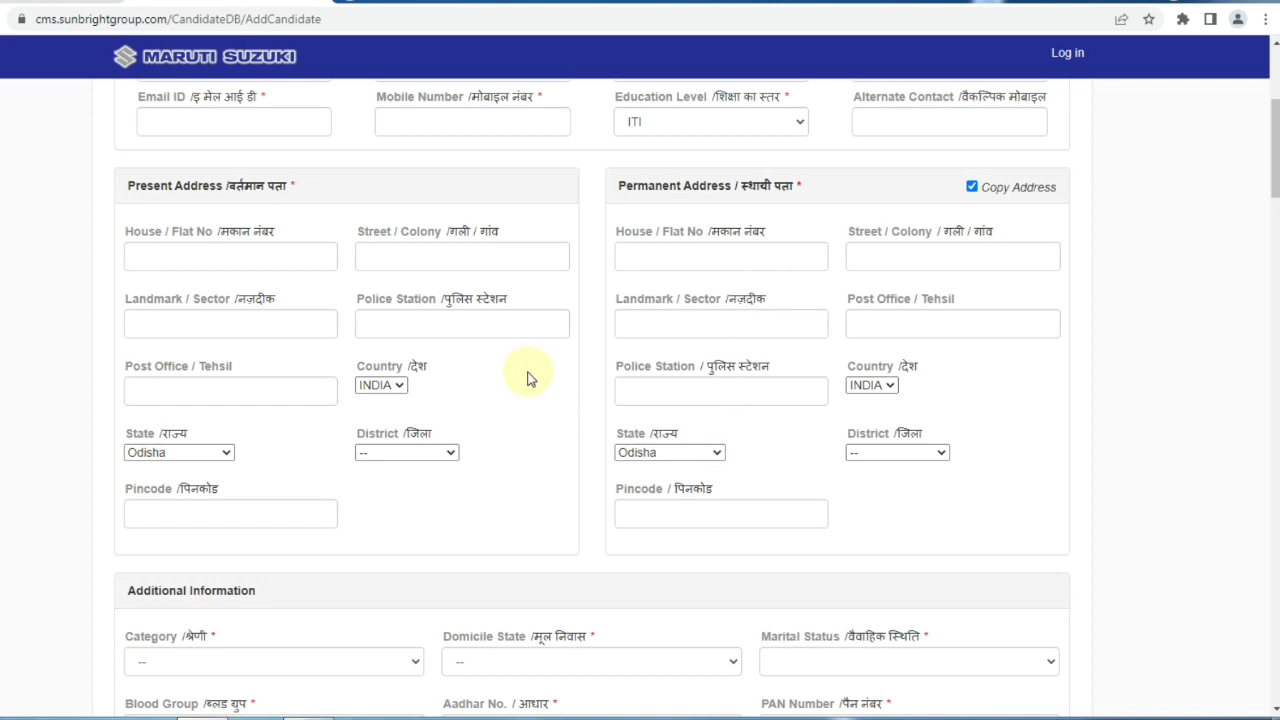 cms.sunbrightgroup.com/CandidateDB/AddCandidate
MARUTI SUZUKI
Log in
Email ID /इ मेल आई डी *
Mobile Number /मोबाइल नंबर *
Education Level /शिक्षा का स्तर *
Alternate Contact /वैकल्पिक मोबाइल
ITI
Present Address /बर्तमान पता *
House / Flat No /मकान नंबर
Street / Colony /गली / गांव
Landmark / Sector /नज़दीक
Police Station /पुलिस स्टेशन
Post Office / Tehsil
Country /देश
INDIA
State /राज्य
District /जिला
Odisha
--
Pincode /पिनकोड
Permanent Address / स्थायी पता *
Copy Address
House / Flat No /मकान नंबर
Street / Colony / गली / गांव
Landmark / Sector /नज़दीक
Post Office / Tehsil
Police Station / पुलिस स्टेशन
Country /देश
INDIA
State /राज्य
District /जिला
Odisha
--
Pincode / पिनकोड
Additional Information
Category /श्रेणी *
Domicile State /मूल निवास *
Marital Status /वैवाहिक स्थिति *
--
--
Blood Group /ब्लड ग्रुप *
Aadhar No. / आधार *
PAN Number /पैन नंबर *